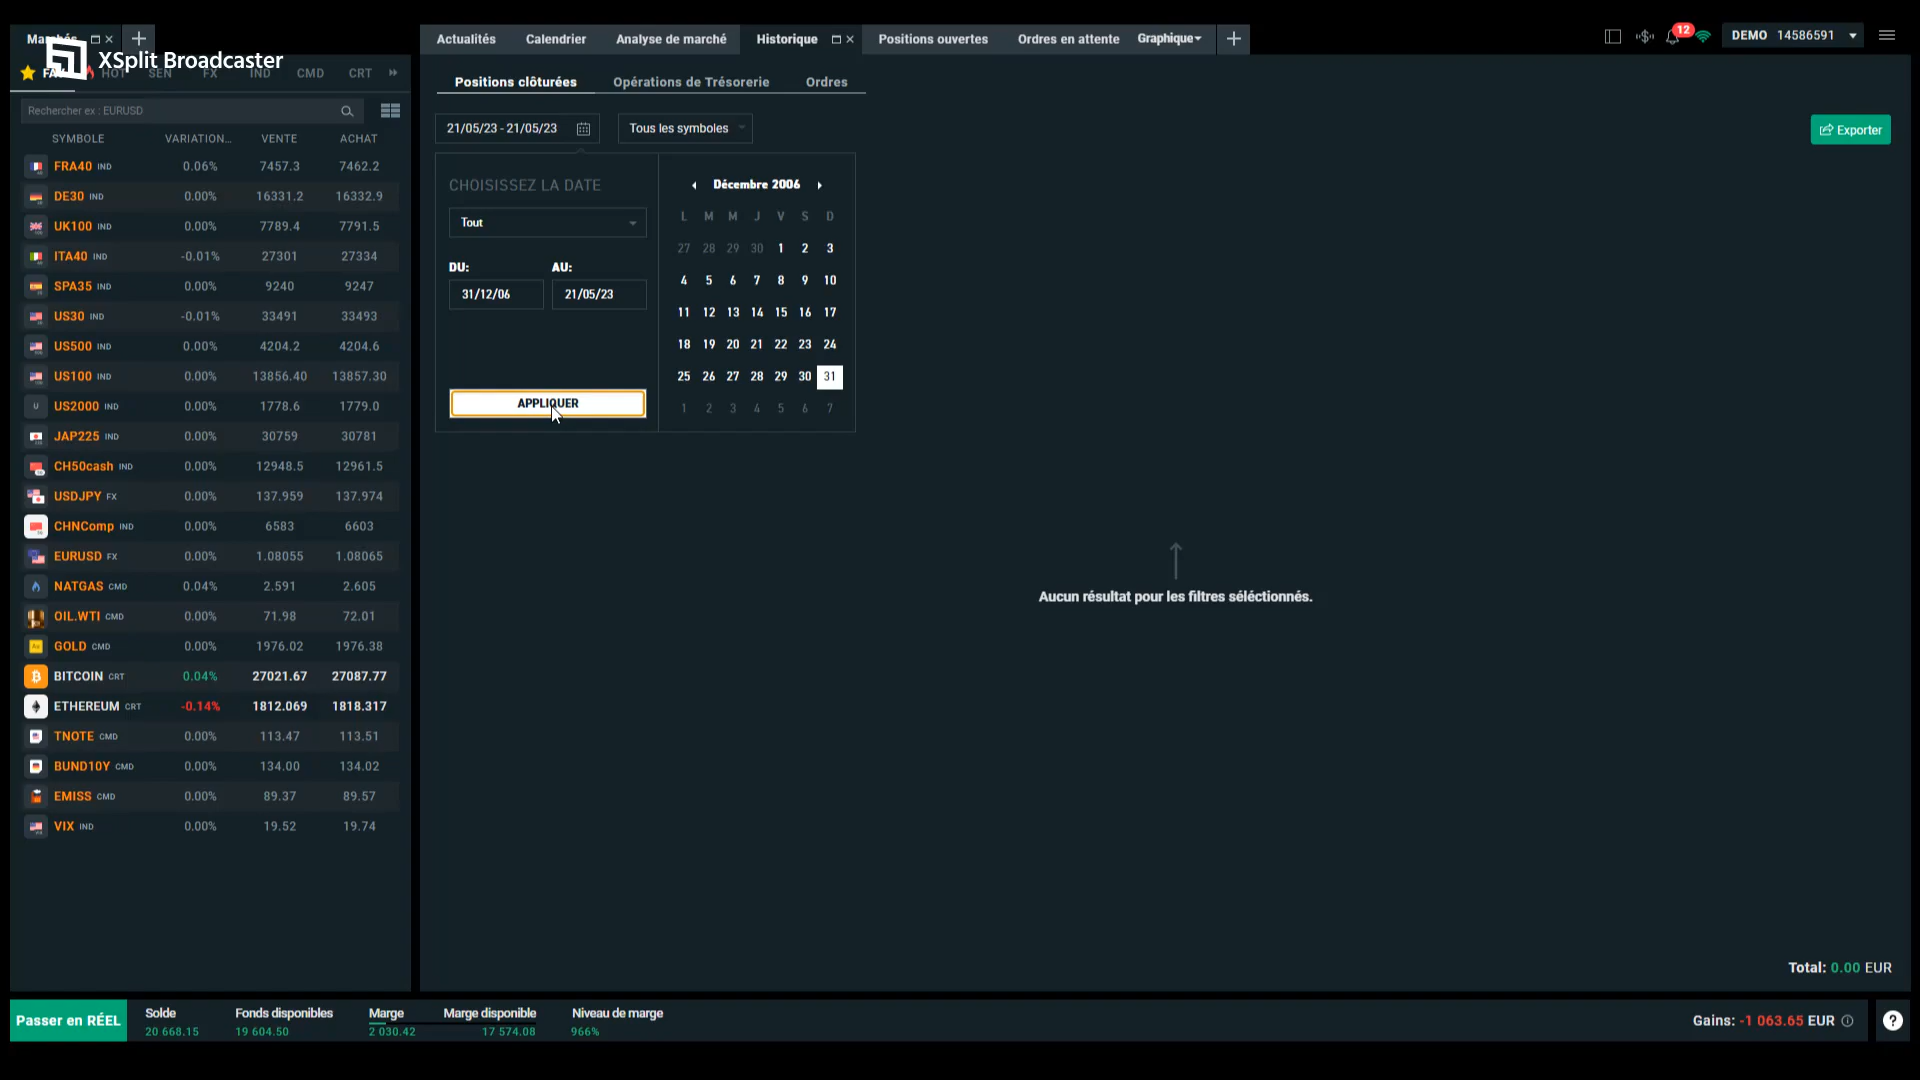 Marchés
XSplit Broadcaster
Actualités
Calendrier
Analyse de marché
Historique
Positions ouvertes
Ordres en attente
Graphique
12
DEMO 14586591
FAV HOT SEN FX IND CMD CRT
Rechercher ex : EURUSD
SYMBOLE VARIATION... VENTE ACHAT
FRA40 IND 0.06% 7457.3 7462.2
DE30 IND 0.00% 16331.2 16332.9
UK100 IND 0.00% 7789.4 7791.5
ITA40 IND -0.01% 27301 27334
SPA35 IND 0.00% 9240 9247
US30 IND -0.01% 33491 33493
US500 IND 0.00% 4204.2 4204.6
US100 IND 0.00% 13856.40 13857.30
US2000 IND 0.00% 1778.6 1779.0
JAP225 IND 0.00% 30759 30781
CH50cash IND 0.00% 12948.5 12961.5
USDJPY FX 0.00% 137.959 137.974
CHNComp IND 0.00% 6583 6603
EURUSD FX 0.00% 1.08055 1.08065
NATGAS CMD 0.04% 2.591 2.605
OIL.WTI CMD 0.00% 71.98 72.01
GOLD CMD 0.00% 1976.02 1976.38
BITCOIN CRT 0.04% 27021.67 27087.77
ETHEREUM CRT -0.14% 1812.069 1818.317
TNOTE CMD 0.00% 113.47 113.51
BUND10Y CMD 0.00% 134.00 134.02
EMISS CMD 0.00% 89.37 89.57
VIX IND 0.00% 19.52 19.74
Positions clôturées
Opérations de Trésorerie
Ordres
21/05/23 - 21/05/23
Tous les symboles
Exporter
CHOISISSEZ LA DATE
Tout
DU: AU:
31/12/06 21/05/23
APPLIQUER
Décembre 2006
L M M J V S D
27 28 29 30 1 2 3
4 5 6 7 8 9 10
11 12 13 14 15 16 17
18 19 20 21 22 23 24
25 26 27 28 29 30 31
1 2 3 4 5 6 7
Aucun résultat pour les filtres séléctionnés.
Total: 0.00 EUR
Passer en RÉEL
Solde
20 668.15
Fonds disponibles
19 604.50
Marge
2 030.42
Marge disponible
17 574.08
Niveau de marge
966%
Gains: -1 063.65 EUR